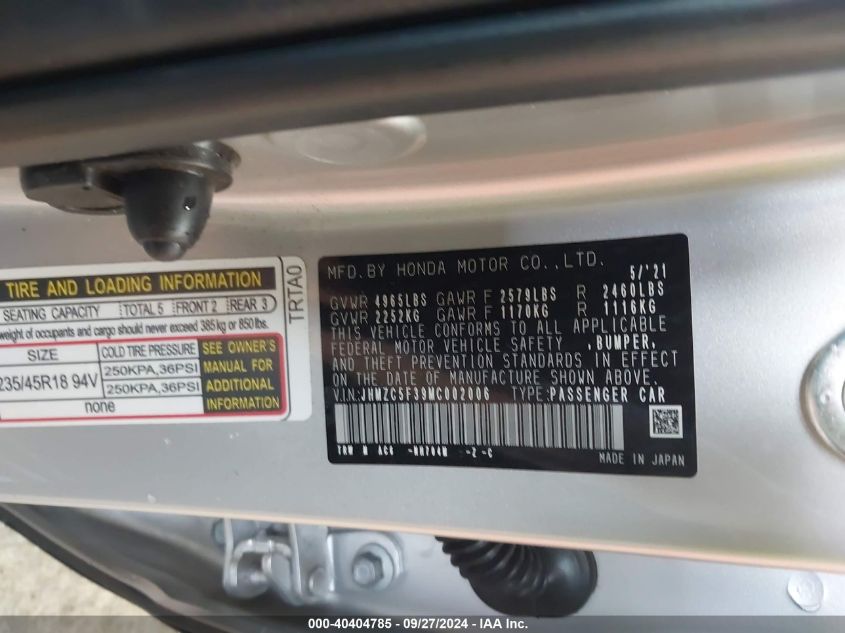 TIRE AND LOADING INFORMATION
SEATING CAPACITY TOTAL 5 FRONT 2 REAR 3
weight of occupants and cargo should never exceed 385 kg or 850 lbs.
SIZE COLD TIRE PRESSURE
235/45R18 94V 250KPA,36PSI
250KPA,36PSI
none
SEE OWNER'S
MANUAL FOR
ADDITIONAL
INFORMATION
TRTA0
MFD.BY HONDA MOTOR CO.,LTD. 5/'21
GVWR 4965LBS GAWR F 2579LBS R 2460LBS
GVWR 2252KG GAWR F 1170KG R 1116KG
THIS VEHICLE CONFORMS TO ALL APPLICABLE
FEDERAL MOTOR VEHICLE SAFETY ,BUMPER,
AND THEFT PREVENTION STANDARDS IN EFFECT
ON THE DATE OF MANUFACTURE SHOWN ABOVE.
V.I.N:JHMZC5F39MC002006 TYPE:PASSENGER CAR
-Z -C
MADE IN JAPAN
000-40404785 - 09/27/2024 - IAA Inc.